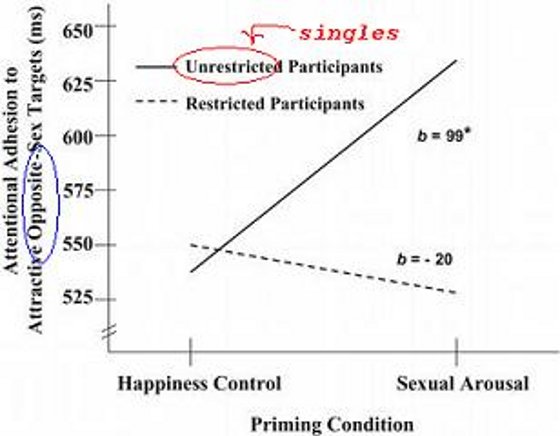 650
singles
Unrestricted Participants
625
Restricted Participants
600
b = 99*
575
550
b = - 20
525
Attentional Adhesion to
Attractive Opposite-Sex Targets (ms)
Happiness Control
Sexual Arousal
Priming Condition